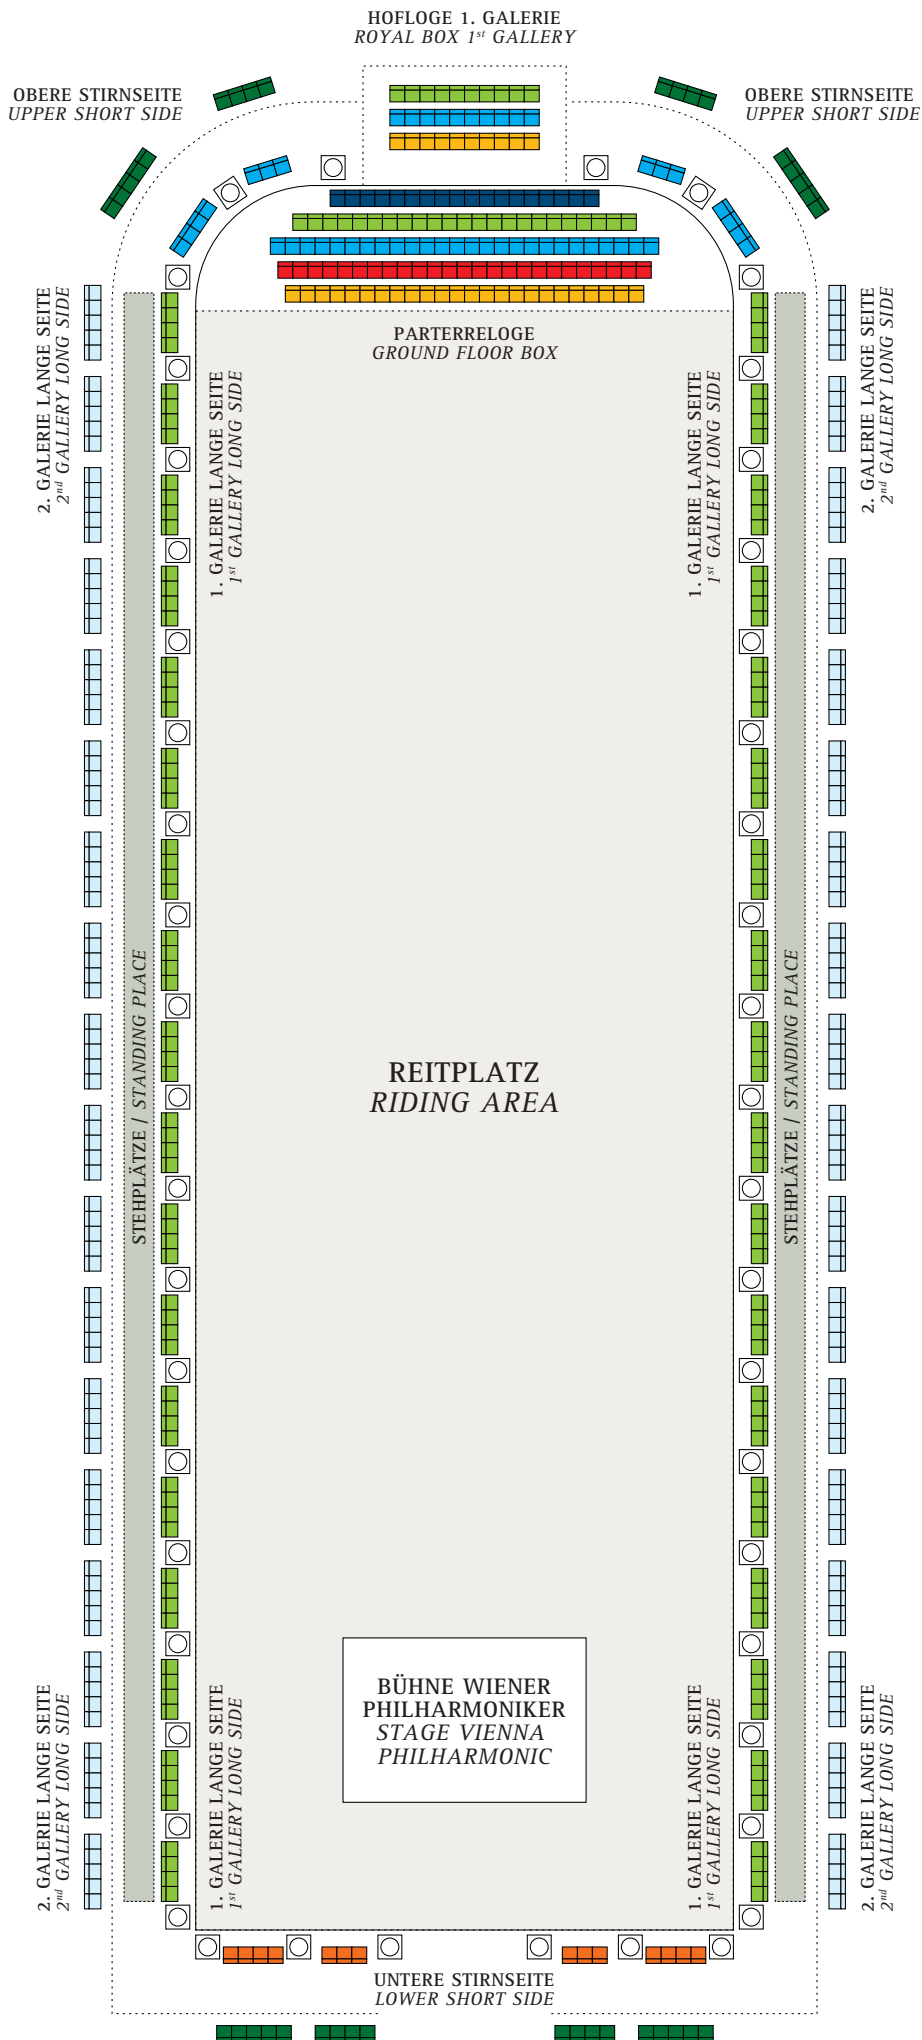 HOFLOGE 1. GALERIE
ROYAL BOX 1st GALLERY
OBERE STIRNSEITE
UPPER SHORT SIDE
OBERE STIRNSEITE
UPPER SHORT SIDE
PARTERRELOGE
GROUND FLOOR BOX
2. GALERIE LANGE SEITE
2nd GALLERY LONG SIDE
1. GALERIE LANGE SEITE
1st GALLERY LONG SIDE
1. GALERIE LANGE SEITE
1st GALLERY LONG SIDE
2. GALERIE LANGE SEITE
2nd GALLERY LONG SIDE
STEHPLÄTZE / STANDING PLACE
REITPLATZ
RIDING AREA
STEHPLÄTZE / STANDING PLACE
BÜHNE WIENER
PHILHARMONIKER
STAGE VIENNA
PHILHARMONIC
2. GALERIE LANGE SEITE
2nd GALLERY LONG SIDE
1. GALERIE LANGE SEITE
1st GALLERY LONG SIDE
1. GALERIE LANGE SEITE
1st GALLERY LONG SIDE
2. GALERIE LANGE SEITE
2nd GALLERY LONG SIDE
UNTERE STIRNSEITE
LOWER SHORT SIDE